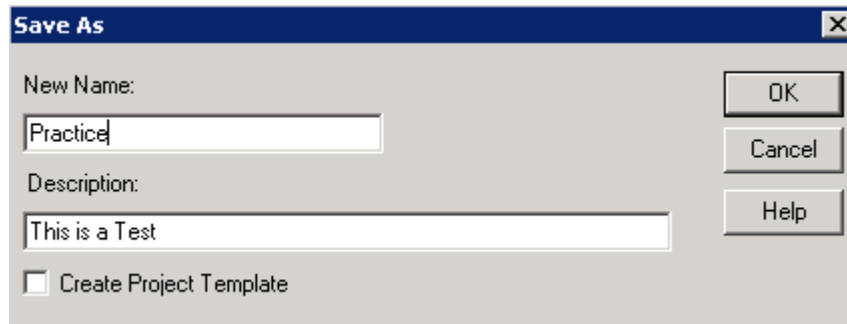 Save As
New Name:
OK
Practice
Cancel
Description:
Help
This is a Test
Create Project Template